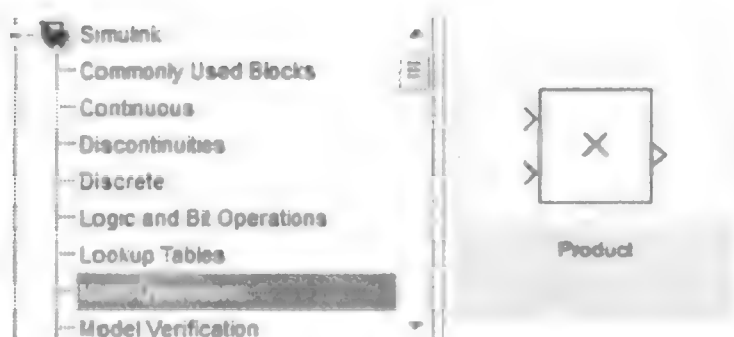 Simulink
Commonly Used Blocks
Continuous
Discontinuities
Discrete
Logic and Bit Operations
Lookup Tables
Model Verification
Product